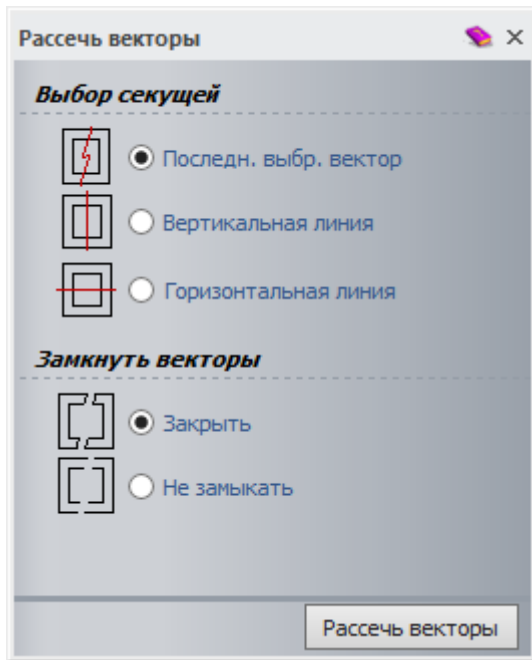 Рассечь векторы
Выбор секущей
Последн. выбр. вектор
Вертикальная линия
Горизонтальная линия
Замкнуть векторы
Закрыть
Не замыкать
Рассечь векторы